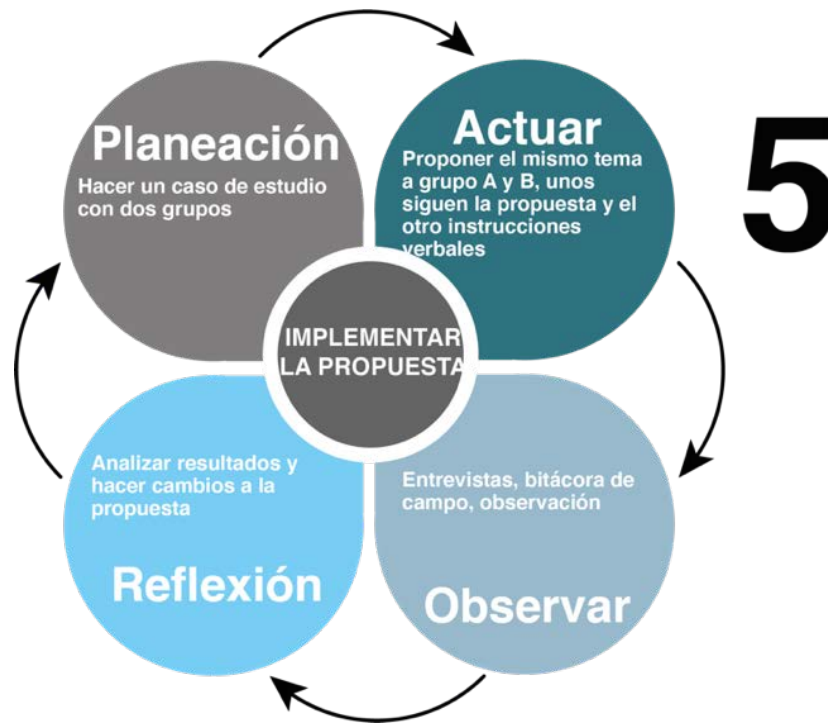 Planeación
Hacer un caso de estudio
con dos grupos
Actuar
Proponer el mismo tema
a grupo A y B, unos
siguen la propuesta y el
otro instrucciones
verbales
5
IMPLEMENTAR
LA PROPUESTA
Analizar resultados y
hacer cambios a la
propuesta
Reflexión
Entrevistas, bitácora de
campo, observación
Observar